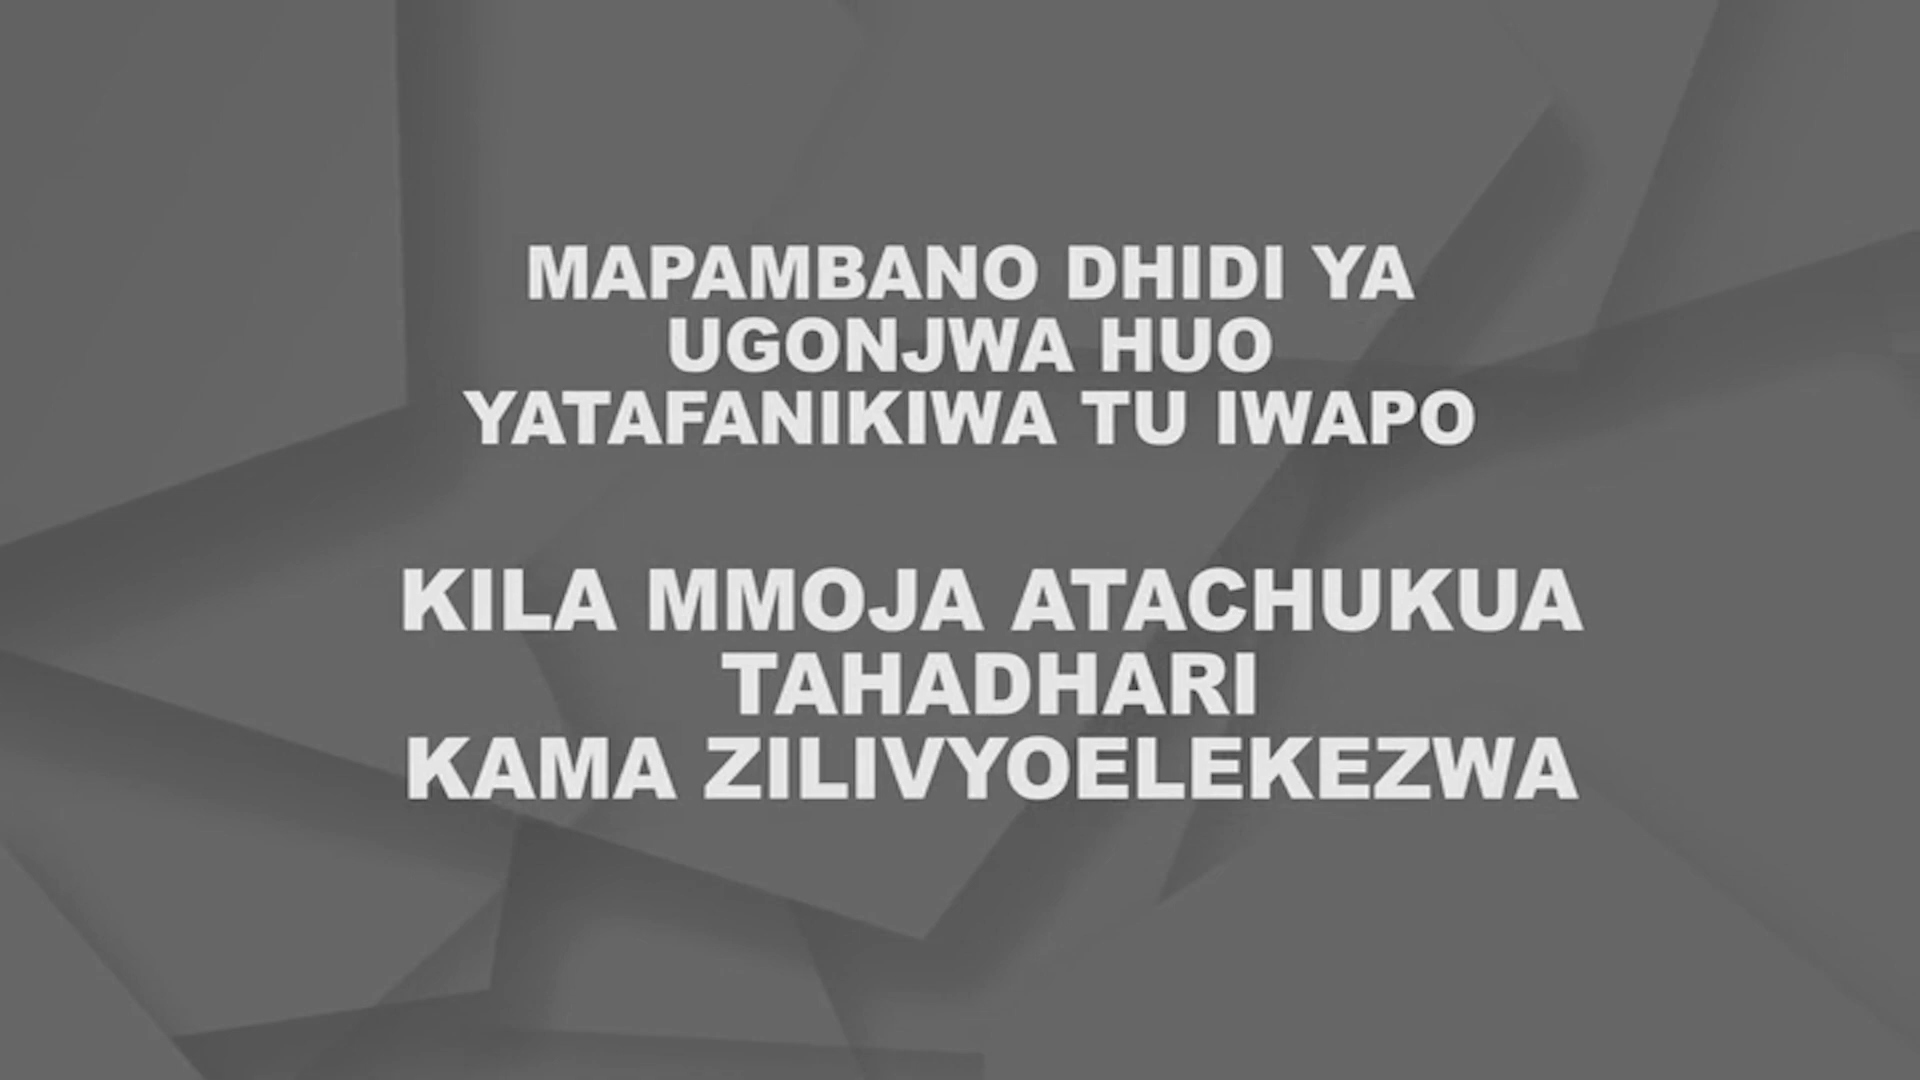 MAPAMBANO DHIDI YA
UGONJWA HUO
YATAFANIKIWA TU IWAPO
KILA MMOJA ATACHUKUA
TAHADHARI
KAMA ZILIVYOELEKEZWA